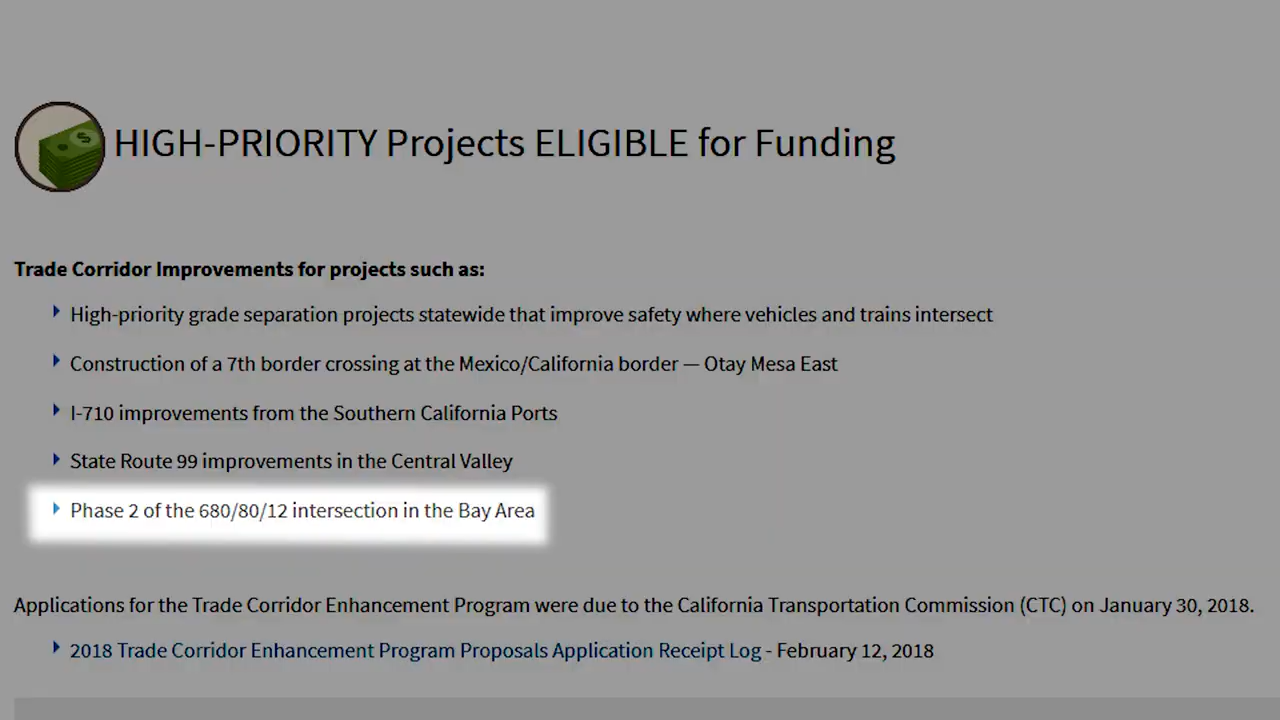 HIGH-PRIORITY Projects ELIGIBLE for Funding
Trade Corridor Improvements for projects such as:
High-priority grade separation projects statewide that improve safety where vehicles and trains intersect
Construction of a 7th border crossing at the Mexico/California border — Otay Mesa East
I-710 improvements from the Southern California Ports
State Route 99 improvements in the Central Valley
Phase 2 of the 680/80/12 intersection in the Bay Area
Applications for the Trade Corridor Enhancement Program were due to the California Transportation Commission (CTC) on January 30, 2018.
2018 Trade Corridor Enhancement Program Proposals Application Receipt Log - February 12, 2018